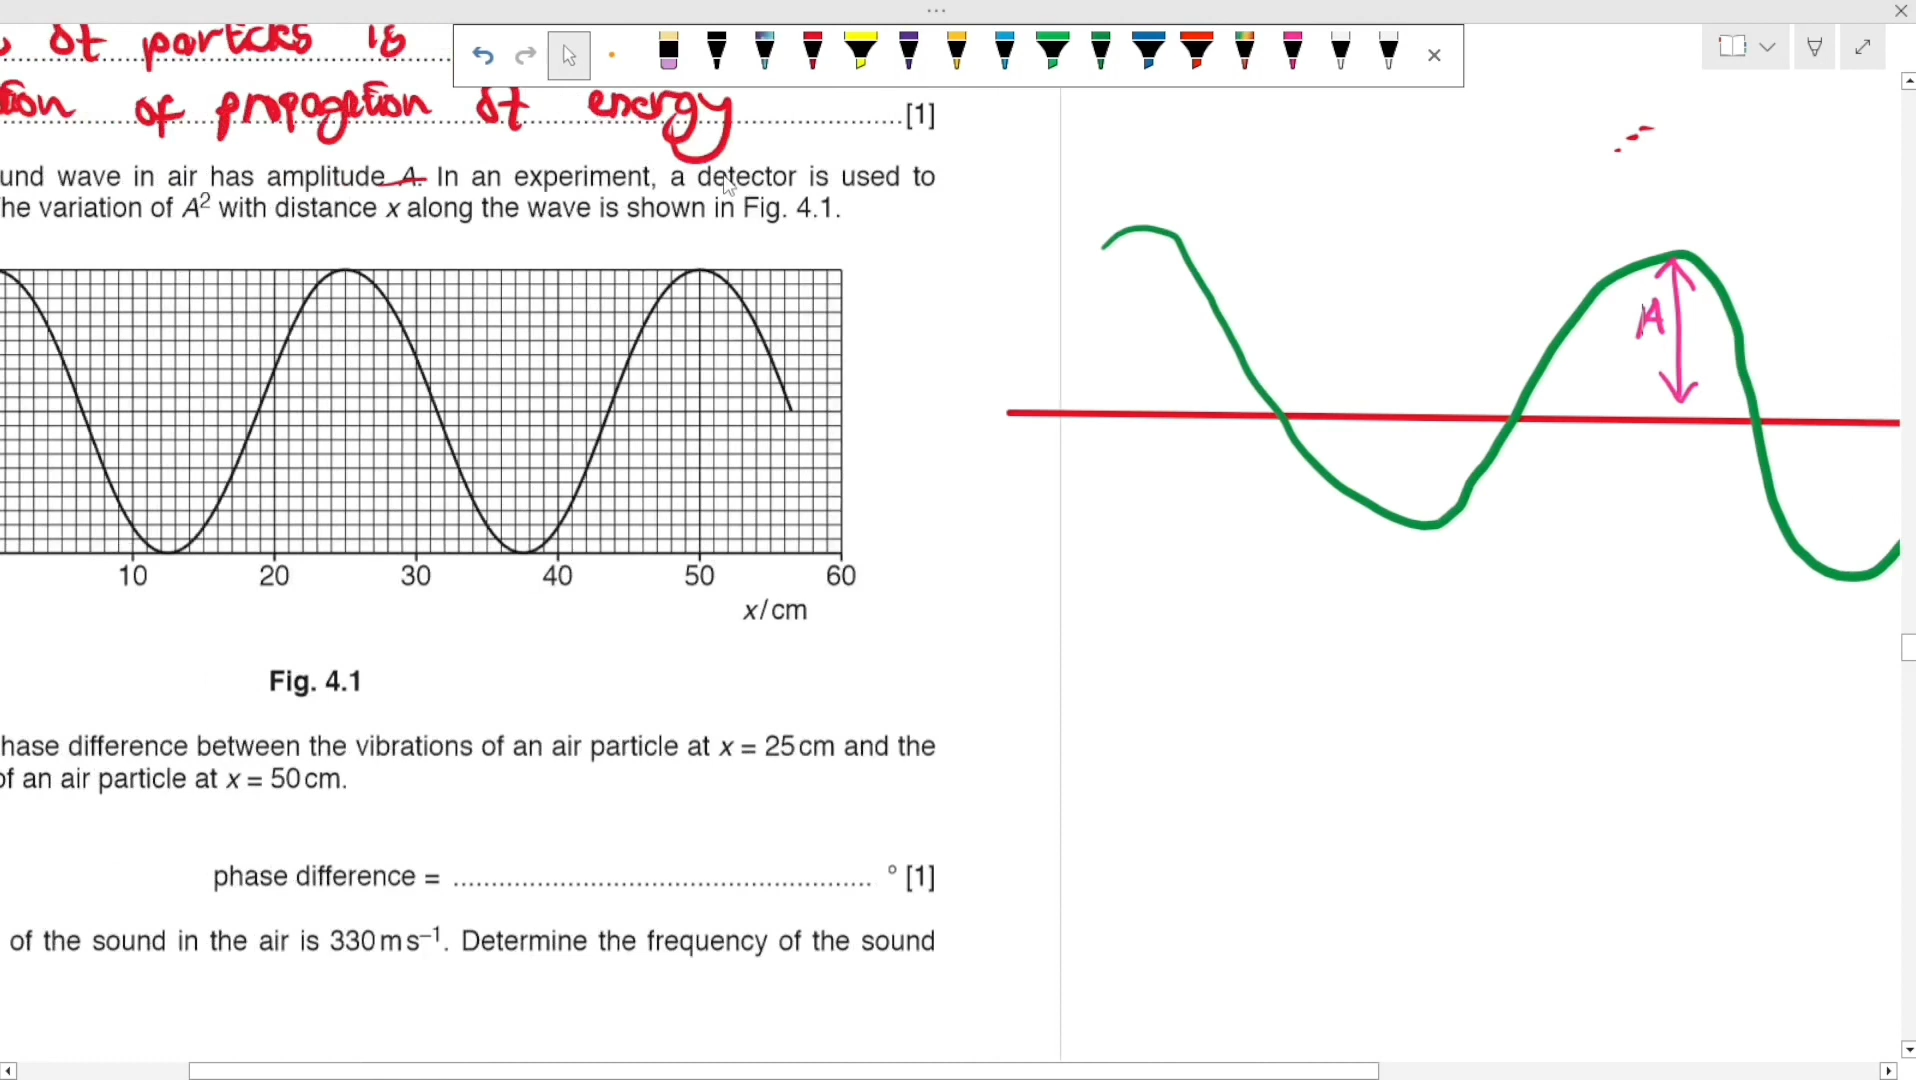 of particles is
of propagation of energy [1]
und wave in air has amplitude A. In an experiment, a detector is used to
he variation of A² with distance x along the wave is shown in Fig. 4.1.
A
10 20 30 40 50 60
x/cm
Fig. 4.1
hase difference between the vibrations of an air particle at x = 25 cm and the
of an air particle at x = 50 cm.
phase difference = ° [1]
of the sound in the air is 330 m s⁻¹. Determine the frequency of the sound